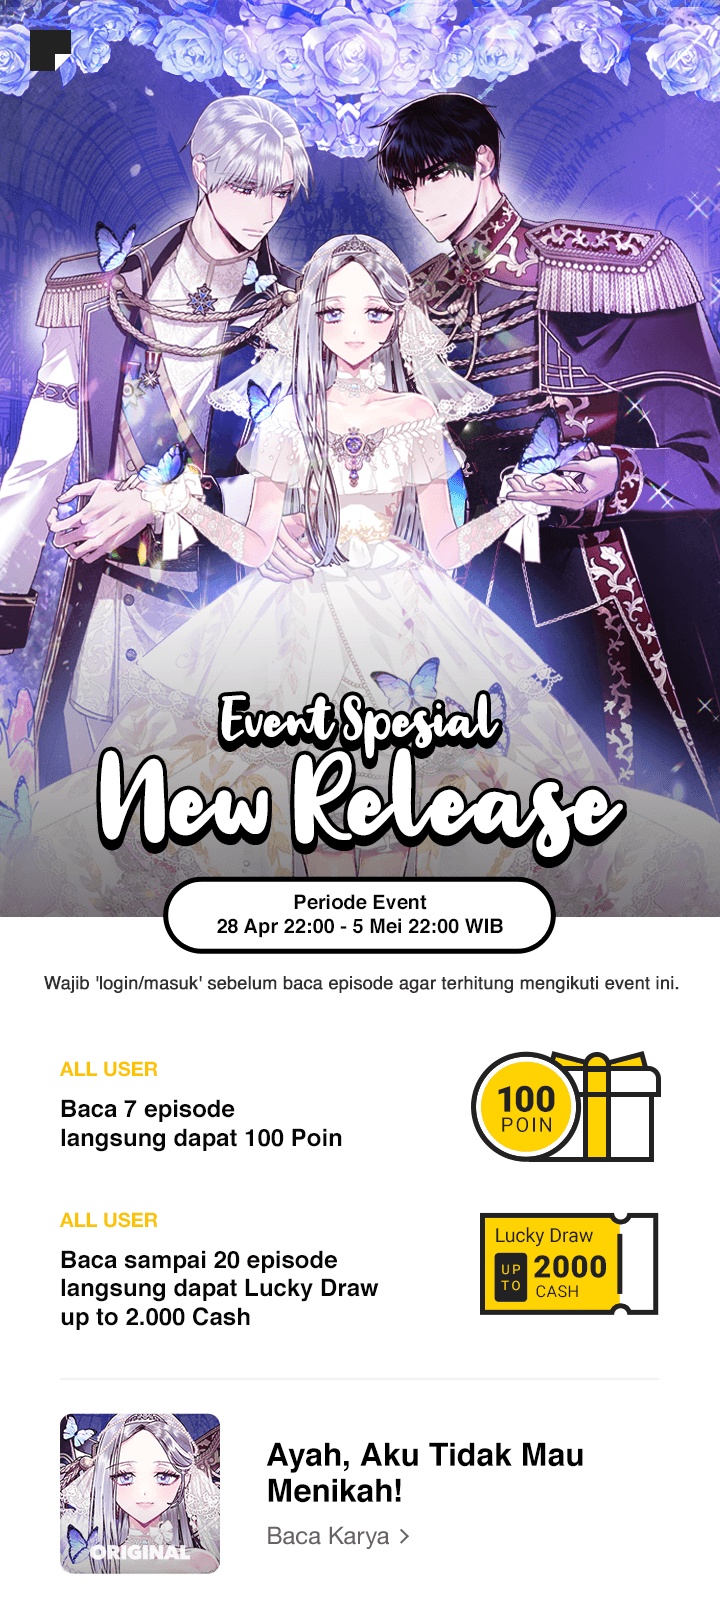 Event Spesial
New Release
Periode Event
28 Apr 22:00 - 5 Mei 22:00 WIB
Wajib 'login/masuk' sebelum baca episode agar terhitung mengikuti event ini.
ALL USER
Baca 7 episode
langsung dapat 100 Poin
100
POIN
ALL USER
Baca sampai 20 episode
langsung dapat Lucky Draw
up to 2.000 Cash
Lucky Draw
UP TO 2000
CASH
Ayah, Aku Tidak Mau
Menikah!
Baca Karya >
ORIGINAL